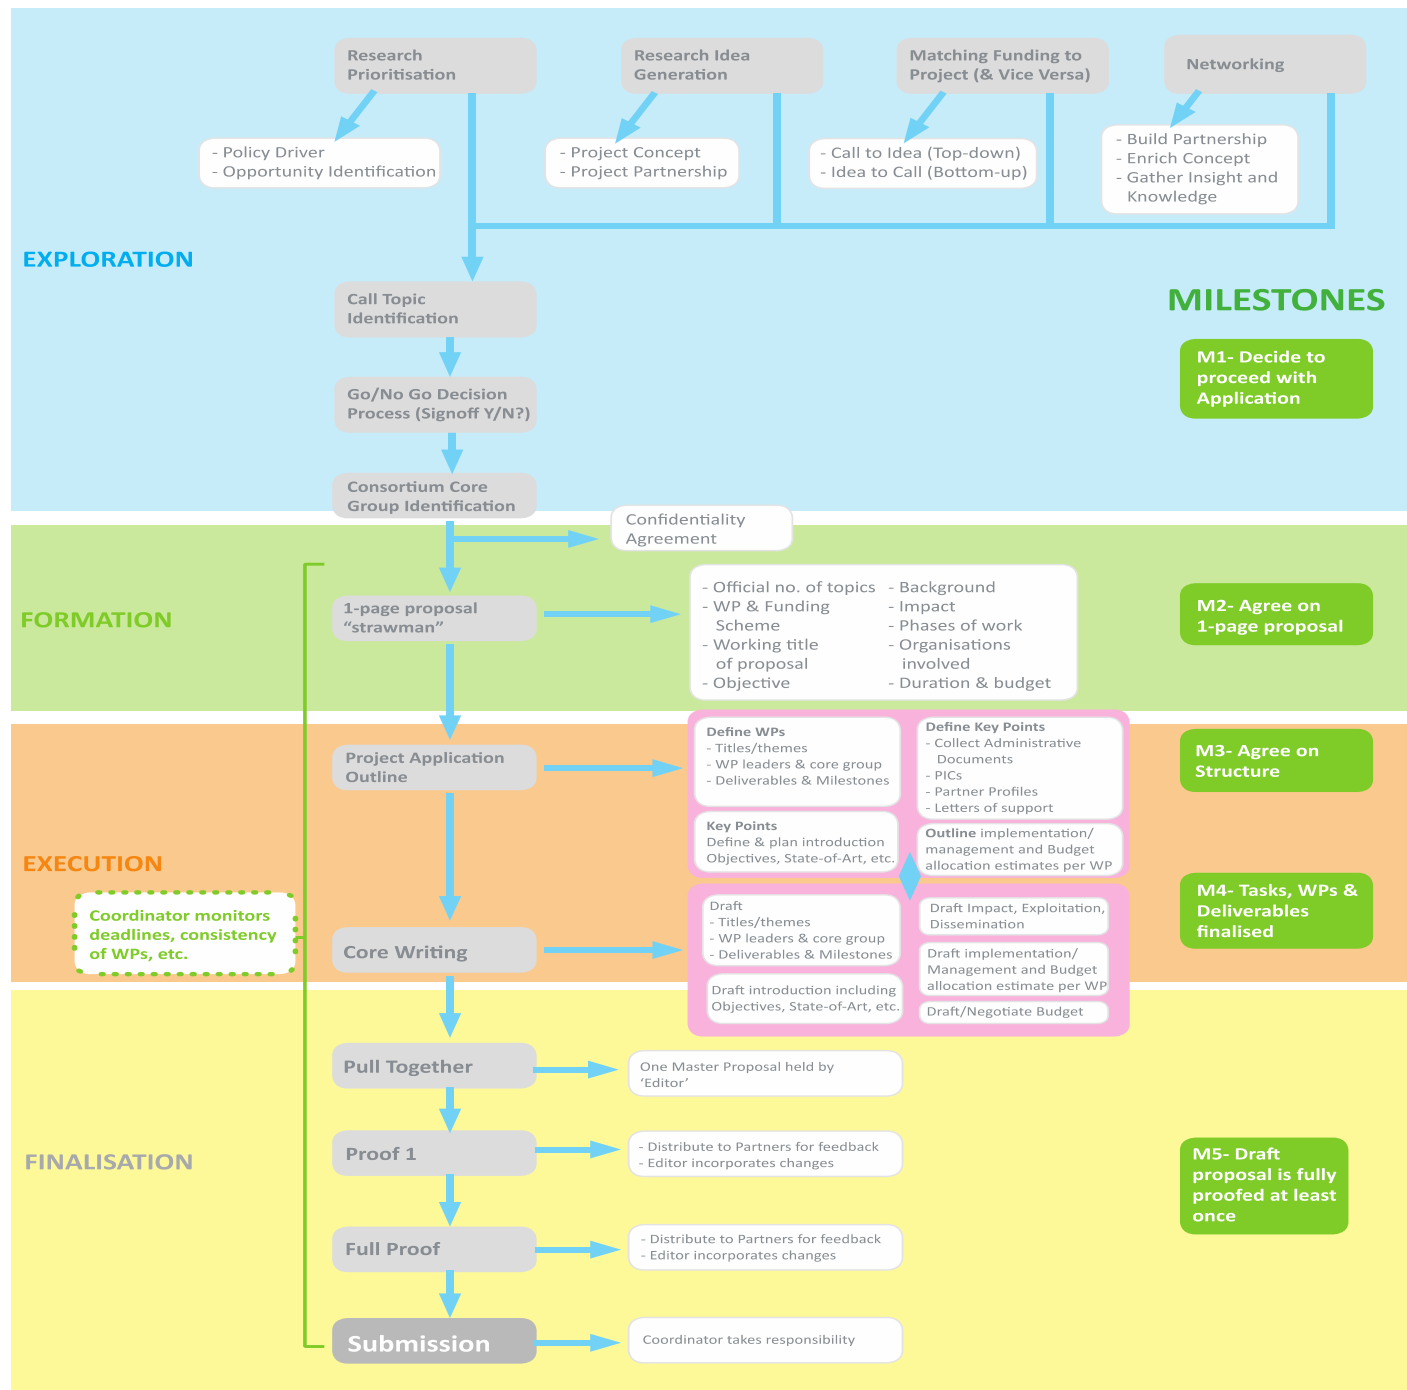 Research
Prioritisation
Research Idea
Generation
Matching Funding to
Project (& Vice Versa)
Networking
- Policy Driver
- Opportunity Identification
- Project Concept
- Project Partnership
- Call to Idea (Top-down)
- Idea to Call (Bottom-up)
- Build Partnership
- Enrich Concept
- Gather Insight and
Knowledge
EXPLORATION
MILESTONES
Call Topic
Identification
M1- Decide to
proceed with
Application
Go/No Go Decision
Process (Signoff Y/N?)
Consortium Core
Group Identification
Confidentiality
Agreement
FORMATION
1-page proposal
“strawman”
- Official no. of topics
- WP & Funding
Scheme
- Working title
of proposal
- Objective
- Background
- Impact
- Phases of work
- Organisations
involved
- Duration & budget
M2- Agree on
1-page proposal
Project Application
Outline
Define WPs
- Titles/themes
- WP leaders & core group
- Deliverables & Milestones
Define Key Points
- Collect Administrative
Documents
- PICs
- Partner Profiles
- Letters of support
Key Points
Define & plan introduction
Objectives, State-of-Art, etc.
Outline implementation/
management and Budget
allocation estimates per WP
M3- Agree on
Structure
EXECUTION
Coordinator monitors
deadlines, consistency
of WPs, etc.
Core Writing
Draft
- Titles/themes
- WP leaders & core group
- Deliverables & Milestones
Draft introduction including
Objectives, State-of-Art, etc.
Draft Impact, Exploitation,
Dissemination
Draft implementation/
Management and Budget
allocation estimate per WP
Draft/Negotiate Budget
M4- Tasks, WPs &
Deliverables
finalised
Pull Together
One Master Proposal held by
‘Editor’
FINALISATION
Proof 1
- Distribute to Partners for feedback
- Editor incorporates changes
M5- Draft
proposal is fully
proofed at least
once
Full Proof
- Distribute to Partners for feedback
- Editor incorporates changes
Submission
Coordinator takes responsibility